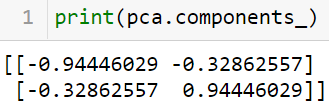 1 print(pca.components_)
[[-0.94446029 -0.32862557]
 [-0.32862557  0.94446029]]